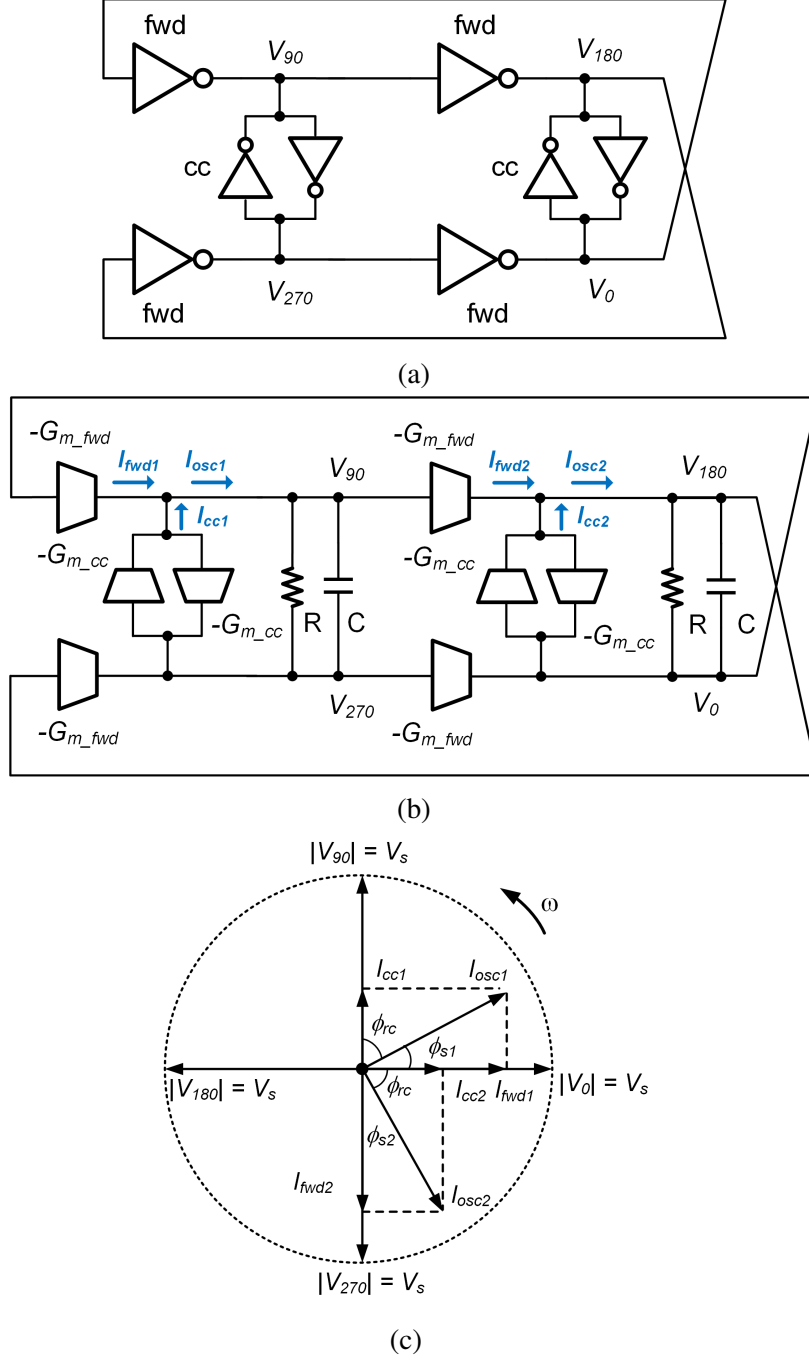 fwd fwd
V90 V180
cc cc
V270 V0
fwd fwd
(a)
-Gm_fwd -Gm_fwd
Ifwd1 Iosc1 V90 Ifwd2 Iosc2 V180
Icc1 Icc2
-Gm_cc -Gm_cc
R C R C
-Gm_cc -Gm_cc
V270 V0
-Gm_fwd -Gm_fwd
(b)
|V90| = Vs
ω
Icc1 Iosc1
ϕrc ϕs1
|V180| = Vs ϕrc Icc2 Ifwd1 |V0| = Vs
ϕs2
Ifwd2 Iosc2
|V270| = Vs
(c)